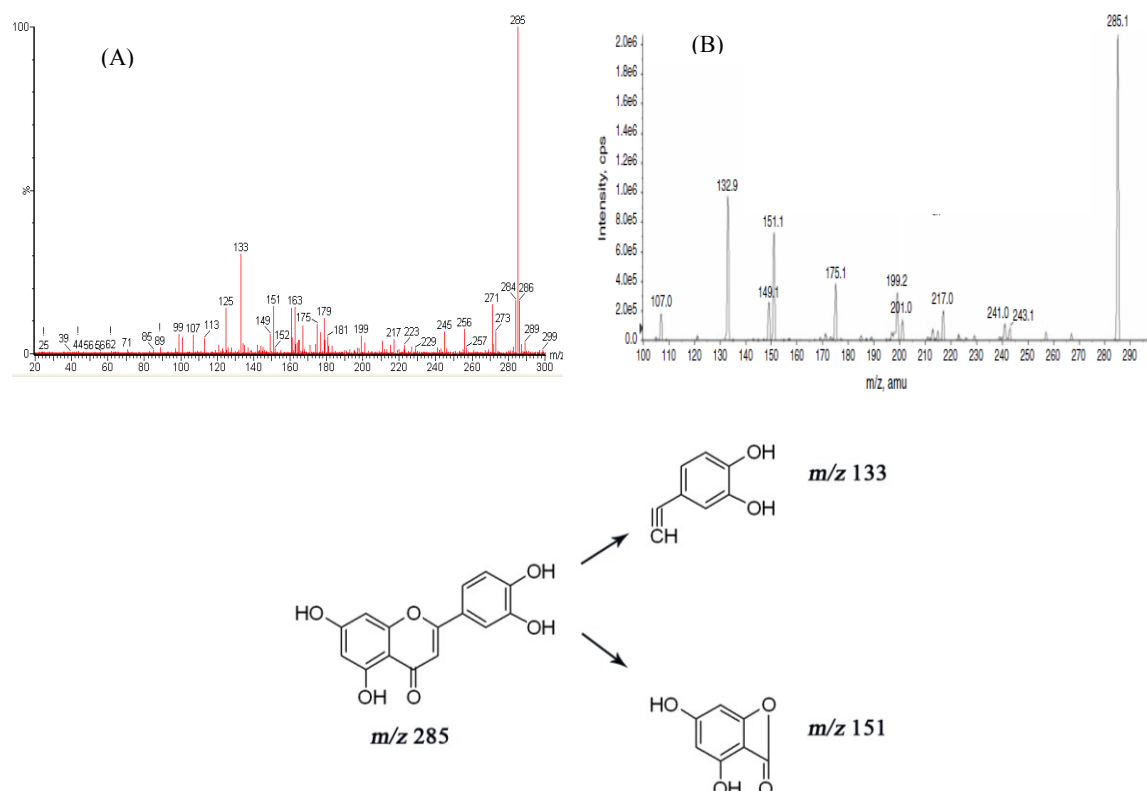 (A)
100
%
0
285
133
125
151
163
271
284
286
149
152
175
179
181
199
217
223
229
245
256
257
273
289
299
25
39
44
56
62
71
89
99
107
113
20 40 60 80 100 120 140 160 180 200 220 240 260 280 300
(B)
Intensity, cps
2.0e6
1.8e6
1.6e6
1.4e6
1.2e6
1.0e6
8.0e5
6.0e5
4.0e5
2.0e5
0.0
285.1
132.9
151.1
149.1
175.1
199.2
201.0
217.0
241.0
243.1
107.0
100 110 120 130 140 150 160 170 180 190 200 210 220 230 240 250 260 270 280 290
m/z, amu
OH
OH
CH
m/z 133
HO
O
OH
OH
OH
O
m/z 285
HO
O
OH
O
m/z 151